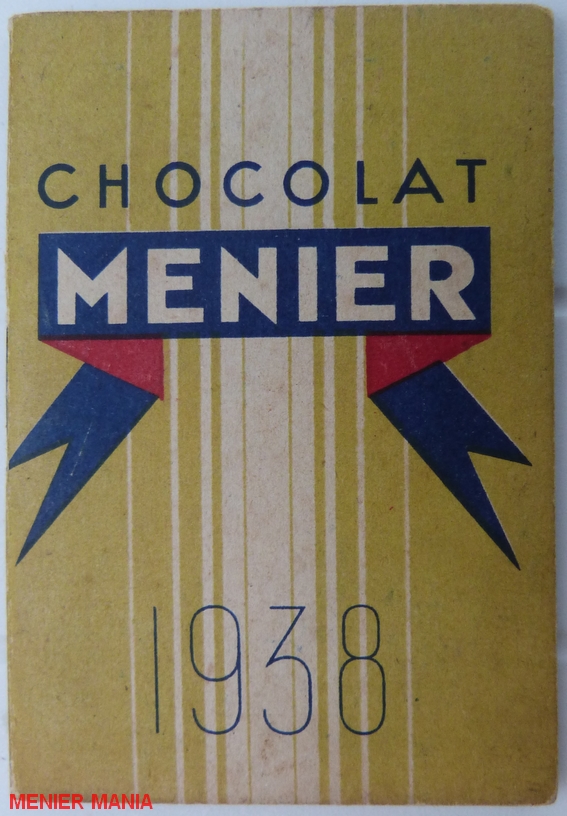 CHOCOLAT
MENIER
1938
MENIER MANIA